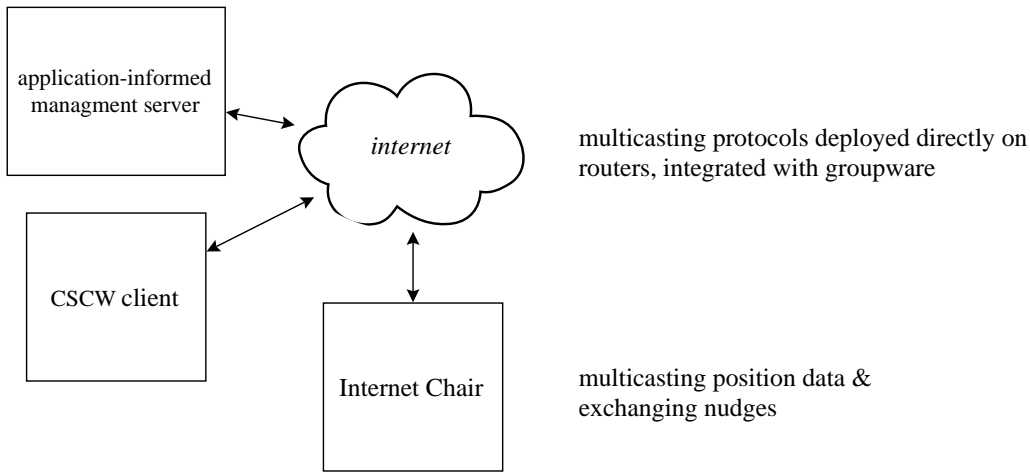 application-informed
managment server
internet
multicasting protocols deployed directly on
routers, integrated with groupware
CSCW client
Internet Chair
multicasting position data &
exchanging nudges